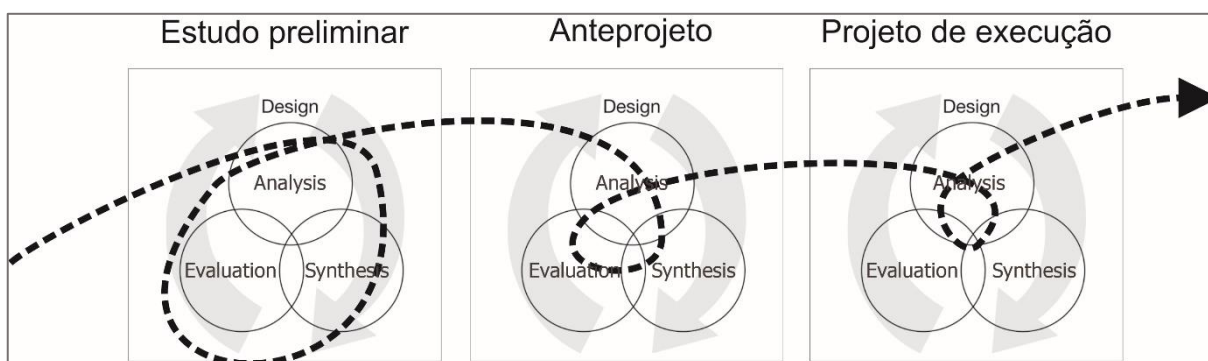 Estudo preliminar
Anteprojeto
Projeto de execução
Design
Analysis
Evaluation
Synthesis
Design
Analysis
Evaluation
Synthesis
Design
Analysis
Evaluation
Synthesis